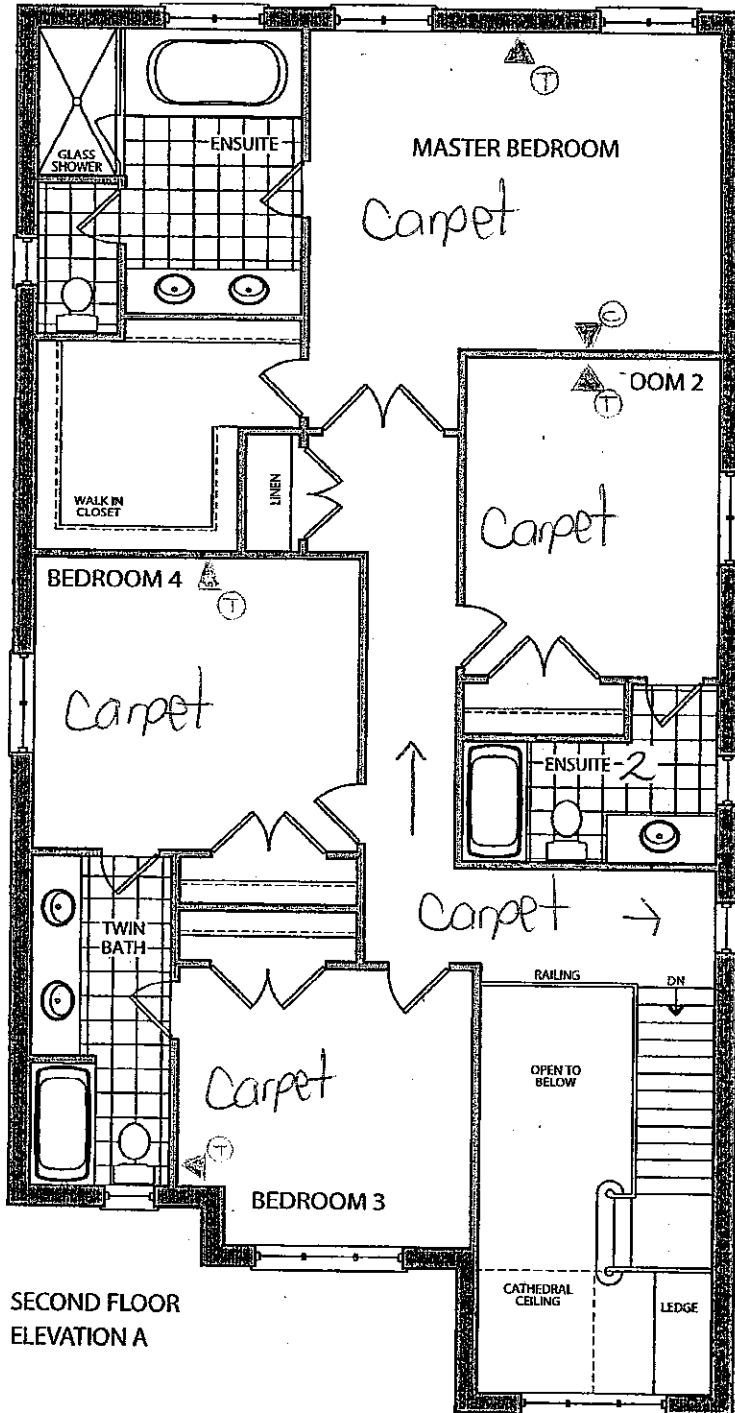 ENSUITE
GLASS
SHOWER
MASTER BEDROOM
T
Carpet
C
OOM 2
T
WALK IN
CLOSET
LINEN
Carpet
BEDROOM 4
T
Carpet
ENSUITE-2
TWIN
BATH
Carpet
RAILING
DN
OPEN TO
BELOW
Carpet
T
BEDROOM 3
CATHEDRAL
CEILING
LEDGE
SECOND FLOOR
ELEVATION A